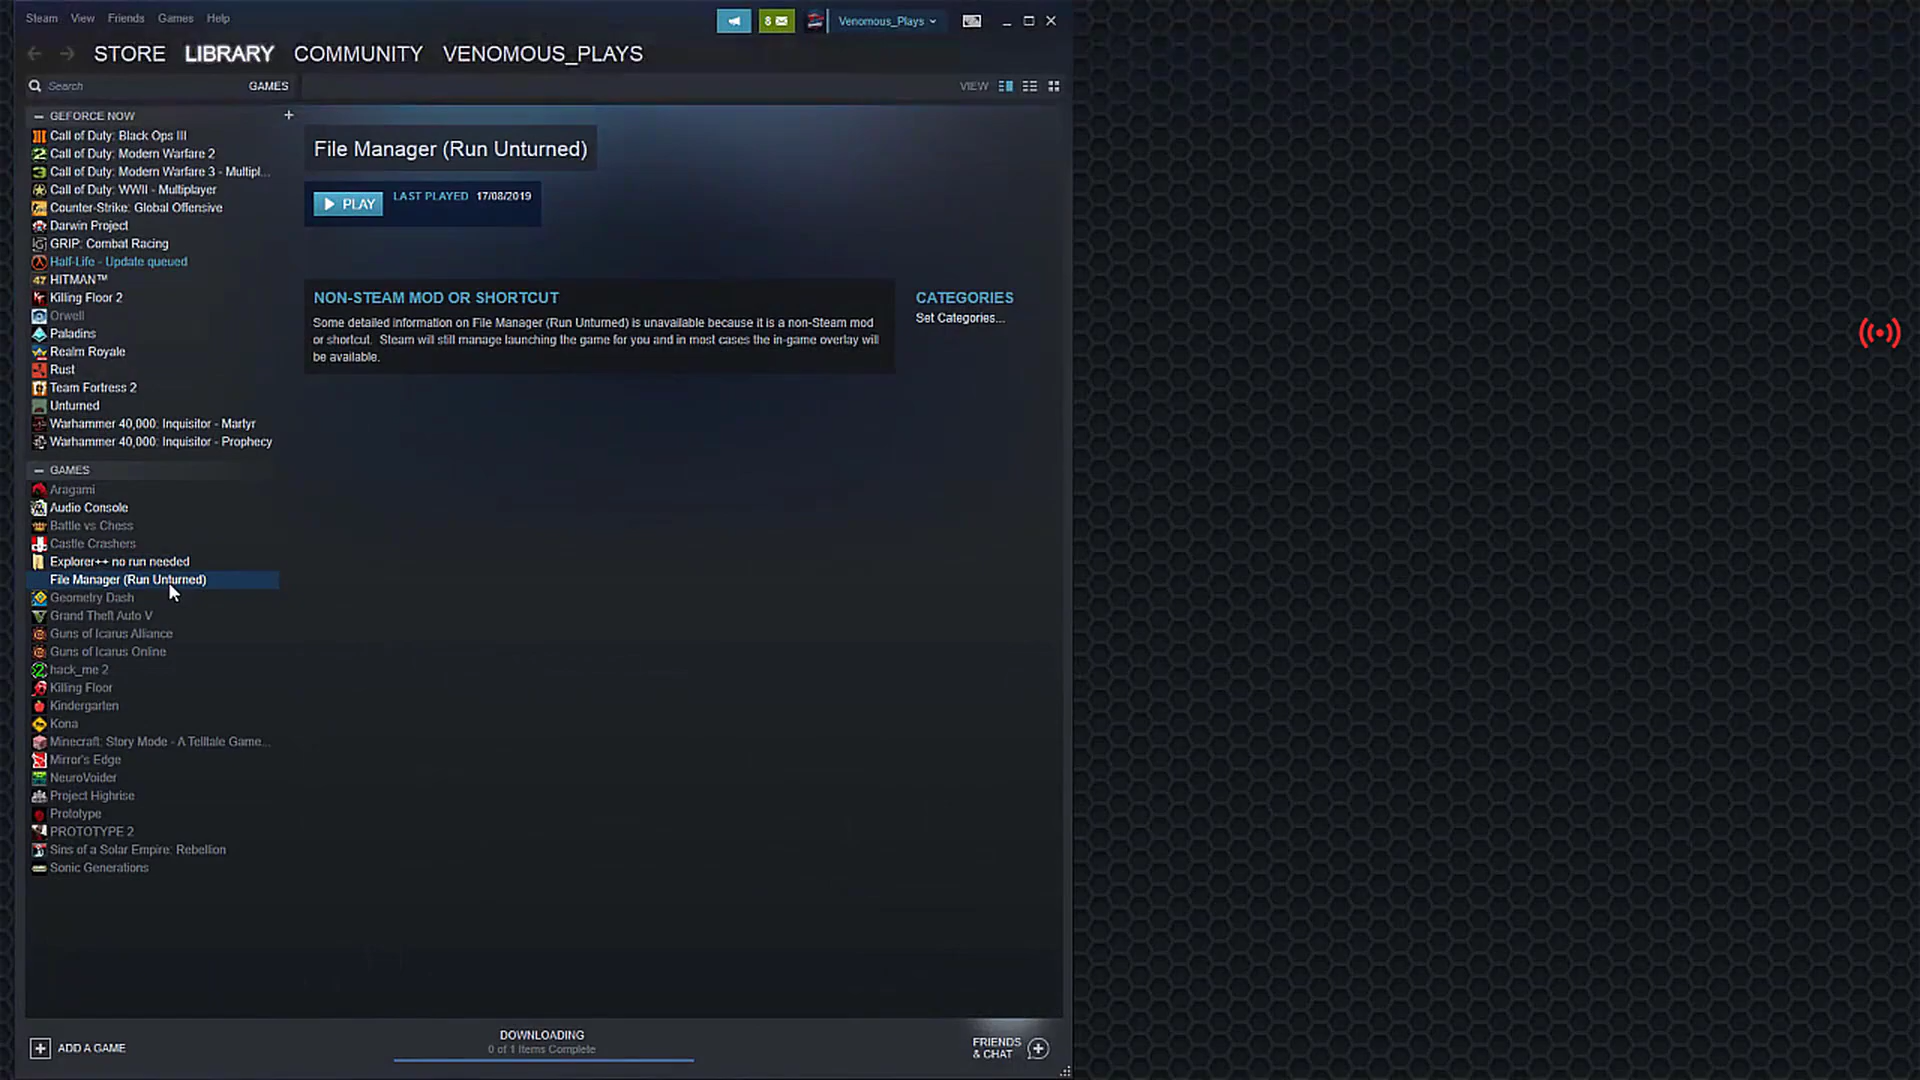 Steam View Friends Games Help
8 Venomous_Plays
STORE LIBRARY COMMUNITY VENOMOUS_PLAYS
Search GAMES VIEW
GEFORCE NOW
Call of Duty: Black Ops III
Call of Duty: Modern Warfare 2
Call of Duty: Modern Warfare 3 - Multipl...
Call of Duty: WWII - Multiplayer
Counter-Strike: Global Offensive
Darwin Project
GRIP: Combat Racing
Half-Life - Update queued
HITMAN™
Killing Floor 2
Orwell
Paladins
Realm Royale
Rust
Team Fortress 2
Unturned
Warhammer 40,000: Inquisitor - Martyr
Warhammer 40,000: Inquisitor - Prophecy
GAMES
Aragami
Audio Console
Battle vs Chess
Castle Crashers
Explorer++ no run needed
File Manager (Run Unturned)
Geometry Dash
Grand Theft Auto V
Guns of Icarus Alliance
Guns of Icarus Online
hack_me 2
Killing Floor
Kindergarten
Kona
Minecraft: Story Mode - A Telltale Game...
Mirror's Edge
NeuroVoider
Project Highrise
Prototype
PROTOTYPE 2
Sins of a Solar Empire: Rebellion
Sonic Generations
File Manager (Run Unturned)
PLAY LAST PLAYED 17/08/2019
NON-STEAM MOD OR SHORTCUT
Some detailed information on File Manager (Run Unturned) is unavailable because it is a non-Steam mod
or shortcut. Steam will still manage launching the game for you and in most cases the in-game overlay will
be available.
CATEGORIES
Set Categories...
ADD A GAME
DOWNLOADING
0 of 1 Items Complete
FRIENDS
& CHAT